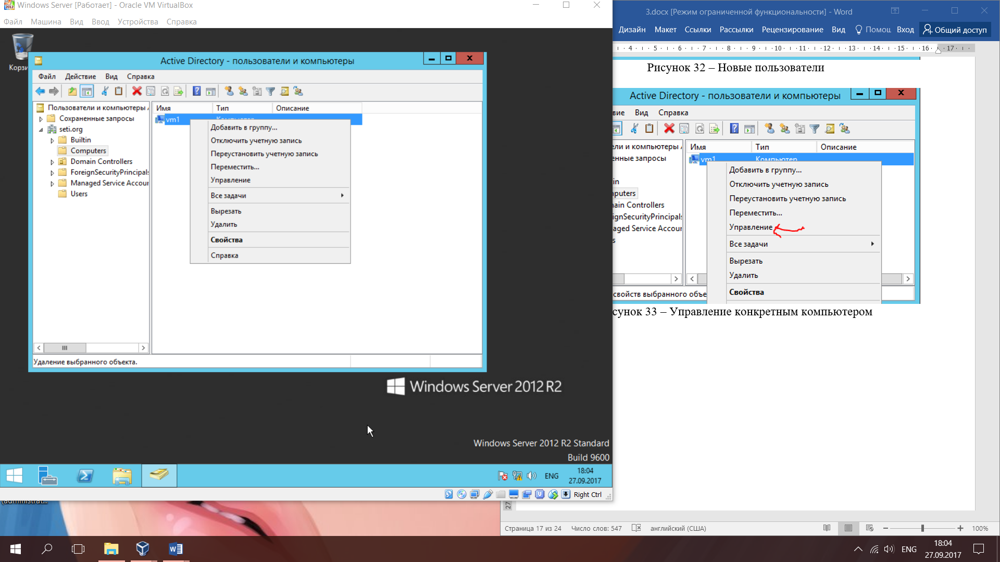 Windows Server [Работает] - Oracle VM VirtualBox
Файл Машина Вид Ввод Устройства Справка
Active Directory - пользователи и компьютеры
Файл Действие Вид Справка
Пользователи и компьютеры
Сохраненные запросы
seti.org
Builtin
Computers
Domain Controllers
ForeignSecurityPrincipals
Managed Service Accour
Users
Имя Тип Описание
vm1 Компьютер
Добавить в группу...
Отключить учетную запись
Переустановить учетную запись
Переместить...
Управление
Все задачи
Вырезать
Удалить
Свойства
Справка
Удаление выбранного объекта.
Windows Server 2012 R2
Windows Server 2012 R2 Standard
Build 9600
ENG
18:04
27.09.2017
Right Ctrl
(administrat...
3.docx [Режим ограниченной функциональности] - Word
Дизайн Макет Ссылки Рассылки Рецензирование Вид Помощ Вход Общий доступ
4 5 6 7 8 9 10 11 12 13 14 15 16 17
Рисунок 32 – Новые пользователи
Active Directory - пользователи и компьютеры
вие Вид Справка
ели и компьютеры
нные запросы
in
puters
nain Controllers
ignSecurityPrincipals
aged Service Accour
s
Имя Тип Описание
vm1 Компьютер
Добавить в группу...
Отключить учетную запись
Переустановить учетную запись
Переместить...
Управление
Все задачи
Вырезать
Удалить
Свойства
свойств выбранного объе
сунок 33 – Управление конкретным компьютером
27
Страница 17 из 24 Число слов: 547 английский (США) 100%
ENG
18:04
27.09.2017